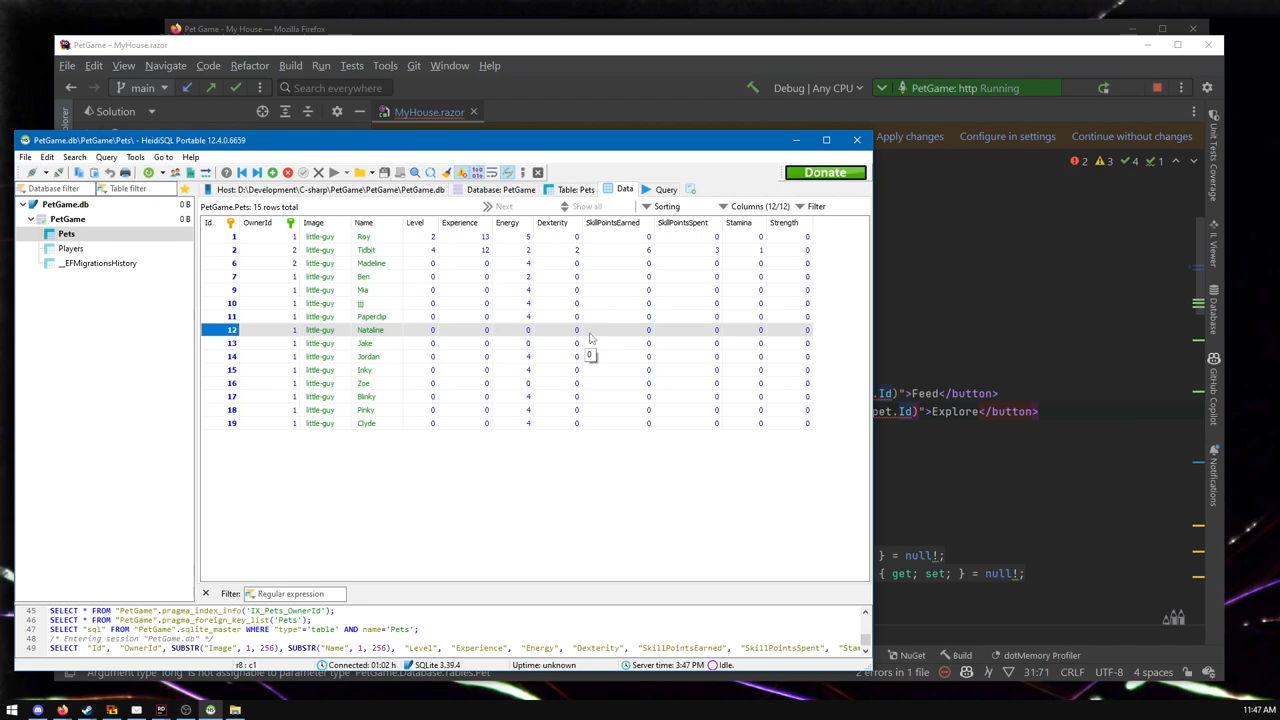 Pet Game - My House — Mozilla Firefox
PetGame – MyHouse.razor
File Edit View Navigate Code Refactor Build Run Tests Tools Git Window Help
main Search everywhere Debug | Any CPU PetGame: http Running
Solution MyHouse.razor
Apply changes Configure in settings Continue without changes
2 3 4 1
PetGame.db\PetGame\Pets\ - HeidiSQL Portable 12.4.0.6659
File Edit Search Query Tools Go to Help
Donate
Database filter Table filter Host: D:\Development\C-sharp\PetGame\PetGame\PetGame.db Database: PetGame Table: Pets Data Query
PetGame.db
PetGame
Pets
Players
__EFMigrationsHistory
PetGame.Pets: 15 rows total Next Show all Sorting Columns (12/12) Filter
Id OwnerId Image Name Level Experience Energy Dexterity SkillPointsEarned SkillPointsSpent Stamina Strength
1 1 little-guy Roy 2 13 5 0 0 0 0 0
2 2 little-guy Tidbit 4 12 2 2 6 3 1 0
6 2 little-guy Madeline 0 0 4 0 0 0 0 0
7 1 little-guy Ben 0 0 2 0 0 0 0 0
9 1 little-guy Mia 0 0 4 0 0 0 0 0
10 1 little-guy jjj 0 0 4 0 0 0 0 0
11 1 little-guy Paperclip 0 0 4 0 0 0 0 0
12 1 little-guy Nataline 0 0 0 0 0 0 0 0
13 1 little-guy Jake 0 0 0 0 0 0 0 0
14 1 little-guy Jordan 0 0 4 0 0 0 0 0
15 1 little-guy Inky 0 0 4 0 0 0 0 0
16 1 little-guy Zoe 0 0 0 0 0 0 0 0
17 1 little-guy Blinky 0 0 4 0 0 0 0 0
18 1 little-guy Pinky 0 0 4 0 0 0 0 0
19 1 little-guy Clyde 0 0 4 0 0 0 0 0
0
.Id)">Feed</button>
pet.Id)">Explore</button>
} = null!;
{ get; set; } = null!;
Unit Tests
IL Viewer
Database
GitHub Copilot
Notifications
Filter: Regular expression
45 SELECT * FROM "PetGame".pragma_index_info('IX_Pets_OwnerId');
46 SELECT * FROM "PetGame".pragma_foreign_key_list('Pets');
47 SELECT "sql" FROM "PetGame".sqlite_master WHERE "type"='table' AND name='Pets';
48 /* Entering session "PetGame.db" */
49 SELECT "Id", "OwnerId", SUBSTR("Image", 1, 256), SUBSTR("Name", 1, 256), "Level", "Experience", "Energy", "Dexterity", "SkillPointsEarned", "SkillPointsSpent", "Stam
r8 : c1 Connected: 01:02 h SQLite 3.39.4 Uptime: unknown Server time: 3:47 PM Idle.
NuGet Build dotMemory Profiler
Argument type 'long' is not assignable to parameter type 'PetGame.Database.Tables.Pet' 2 errors in 1 file 31:71 CRLF UTF-8 4 spaces
11:47 AM